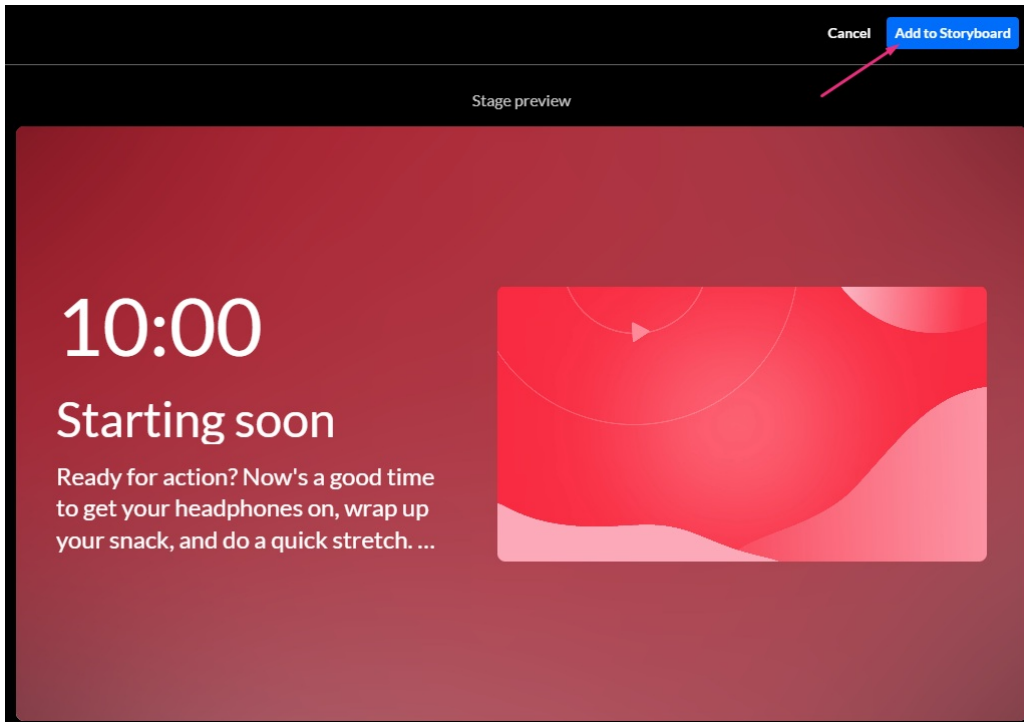 Cancel Add to Storyboard
Stage preview
10:00
Starting soon
Ready for action? Now's a good time
to get your headphones on, wrap up
your snack, and do a quick stretch. ...